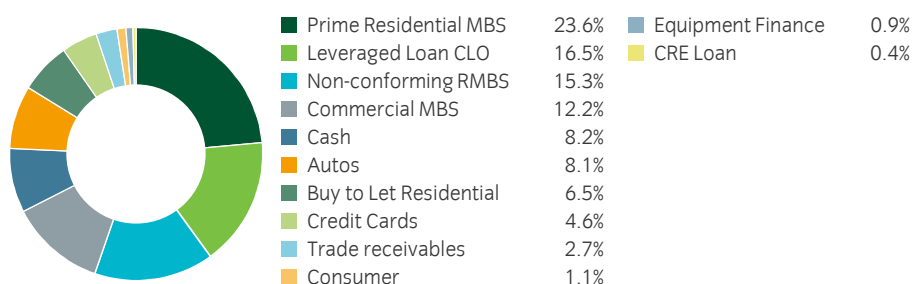 Prime Residential MBS 23.6%
Leveraged Loan CLO 16.5%
Non-conforming RMBS 15.3%
Commercial MBS 12.2%
Cash 8.2%
Autos 8.1%
Buy to Let Residential 6.5%
Credit Cards 4.6%
Trade receivables 2.7%
Consumer 1.1%
Equipment Finance 0.9%
CRE Loan 0.4%